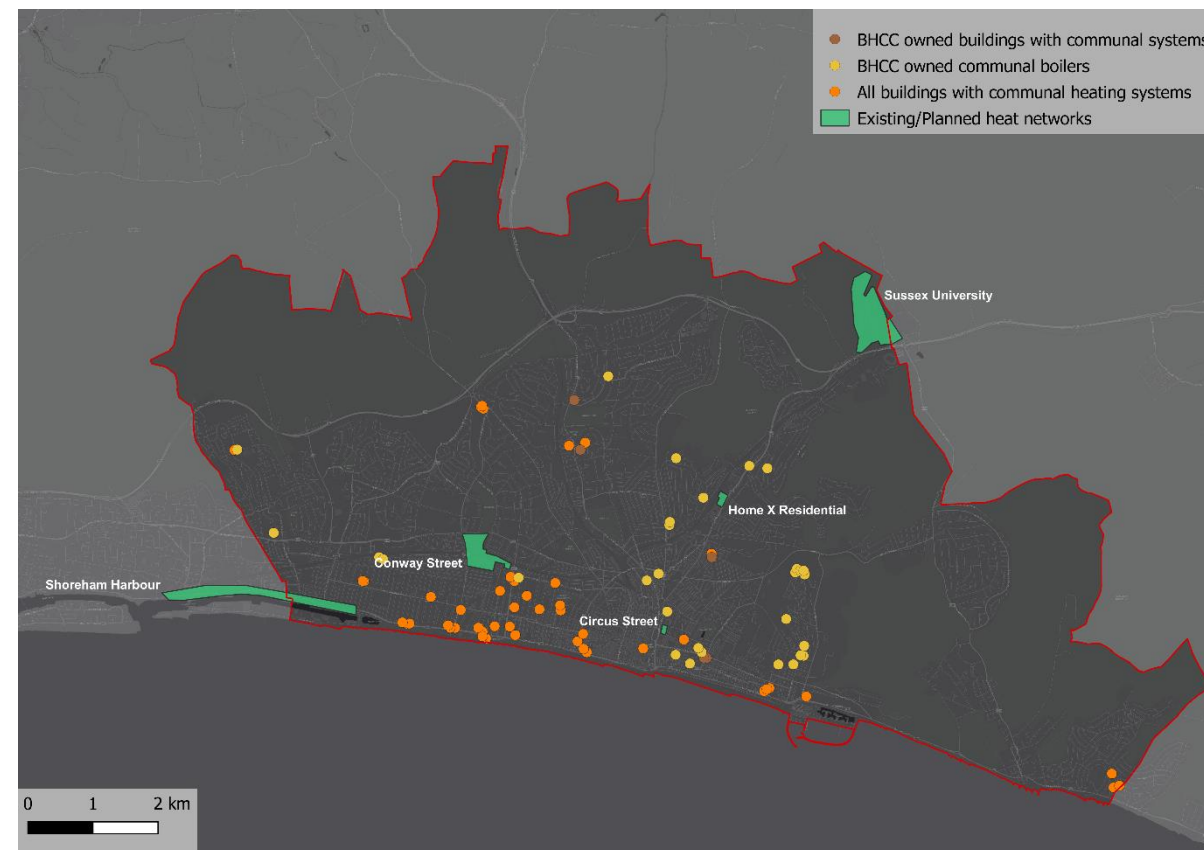 BHCC owned buildings with communal systems
BHCC owned communal boilers
All buildings with communal heating systems
Existing/Planned heat networks
Sussex University
Home X Residential
Conway Street
Shoreham Harbour
Circus Street
0 1 2 km